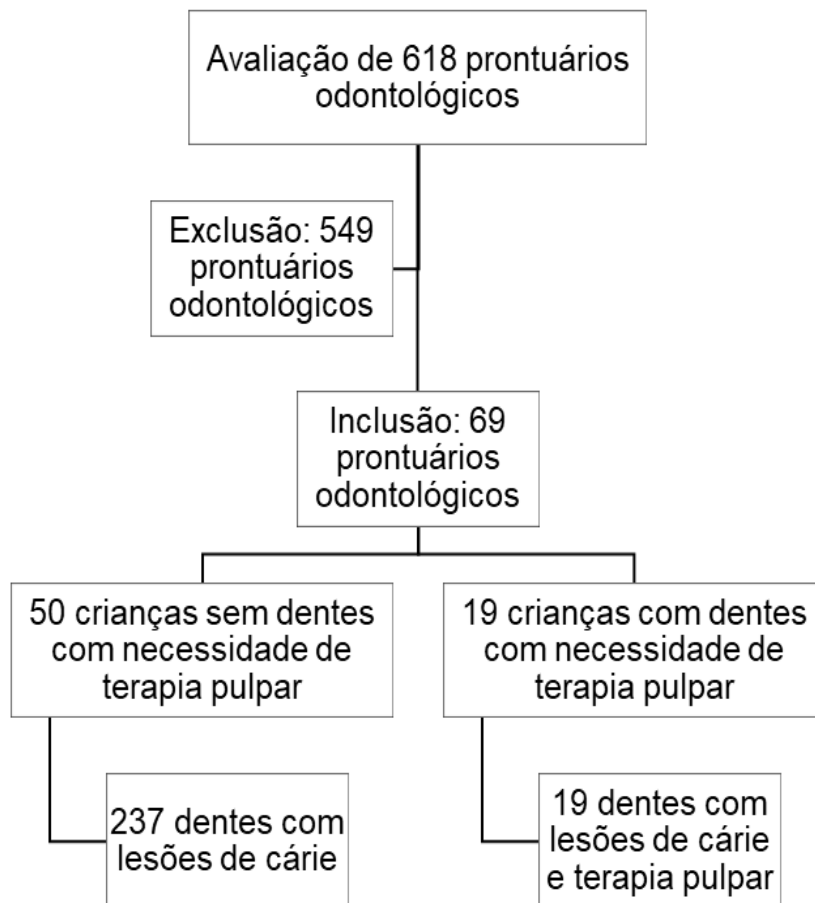 Avaliação de 618 prontuários
odontológicos
Exclusão: 549
prontuários
odontológicos
Inclusão: 69
prontuários
odontológicos
50 crianças sem dentes
com necessidade de
terapia pulpar
19 crianças com dentes
com necessidade de
terapia pulpar
237 dentes com
lesões de cárie
19 dentes com
lesões de cárie
e terapia pulpar